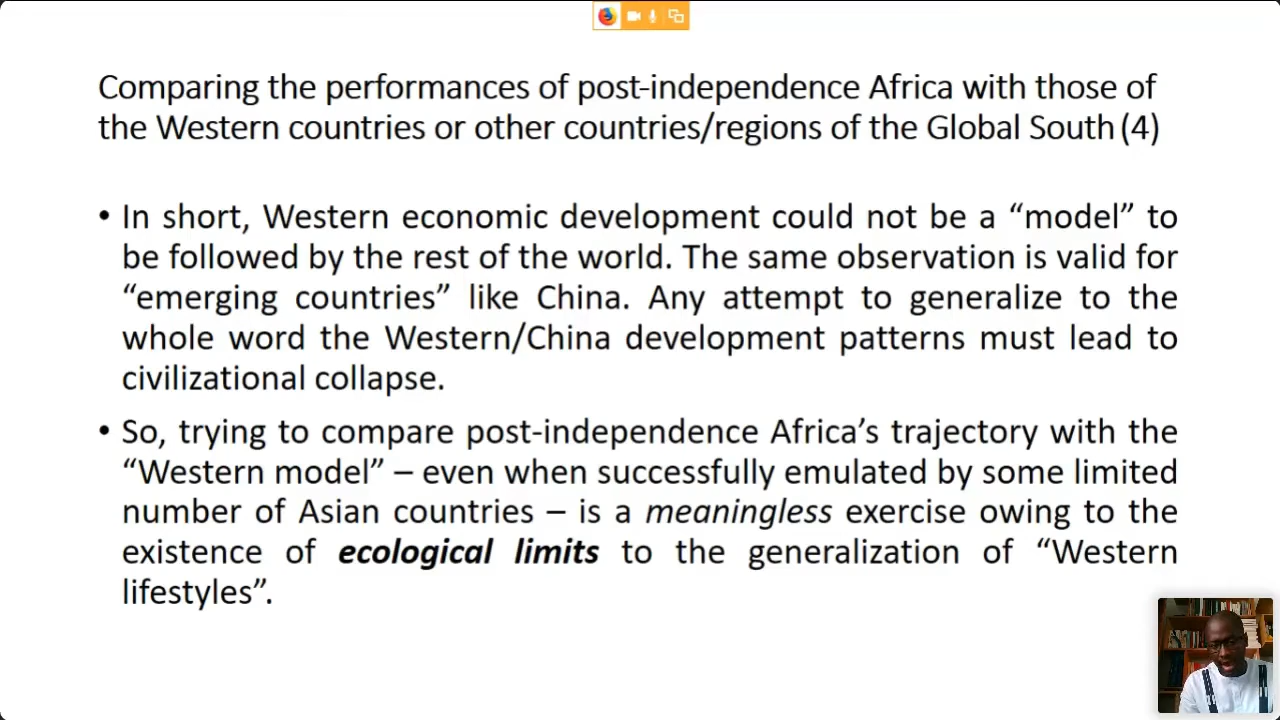 Comparing the performances of post-independence Africa with those of
the Western countries or other countries/regions of the Global South (4)
• In short, Western economic development could not be a “model” to
be followed by the rest of the world. The same observation is valid for
“emerging countries” like China. Any attempt to generalize to the
whole word the Western/China development patterns must lead to
civilizational collapse.
• So, trying to compare post-independence Africa’s trajectory with the
“Western model” – even when successfully emulated by some limited
number of Asian countries – is a meaningless exercise owing to the
existence of ecological limits to the generalization of “Western
lifestyles”.